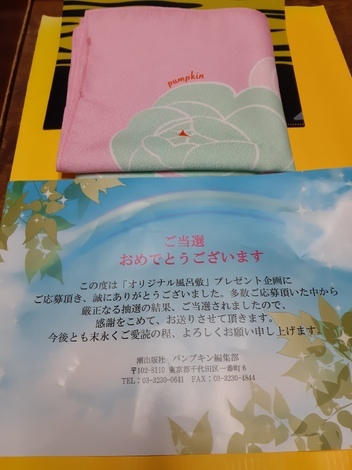 pumpkin
ご当選
おめでとうございます
この度は「オリジナル風呂敷」プレゼント企画に
ご応募頂き、誠にありがとうございました。多数ご応募頂いた中から
厳正なる抽選の結果、ご当選されましたので、
感謝をこめて、お送りさせて頂きます。
今後とも末永くご愛読の程、よろしくお願い申し上げます。
潮出版社 パンプキン編集部
〒102-8110 東京都千代田区一番町6
TEL：03-3230-0641 FAX：03-3230-4844